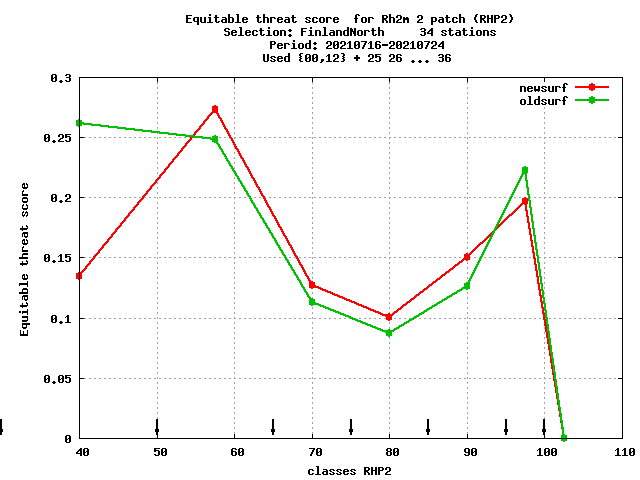 Equitable threat score for Rh2m 2 patch (RHP2)
Selection: FinlandNorth 34 stations
Period: 20210716-20210724
Used {00,12} + 25 26 ... 36
newsurf
oldsurf
0.3
0.25
0.2
0.15
0.1
0.05
0
Equitable threat score
40 50 60 70 80 90 100 110
classes RHP2